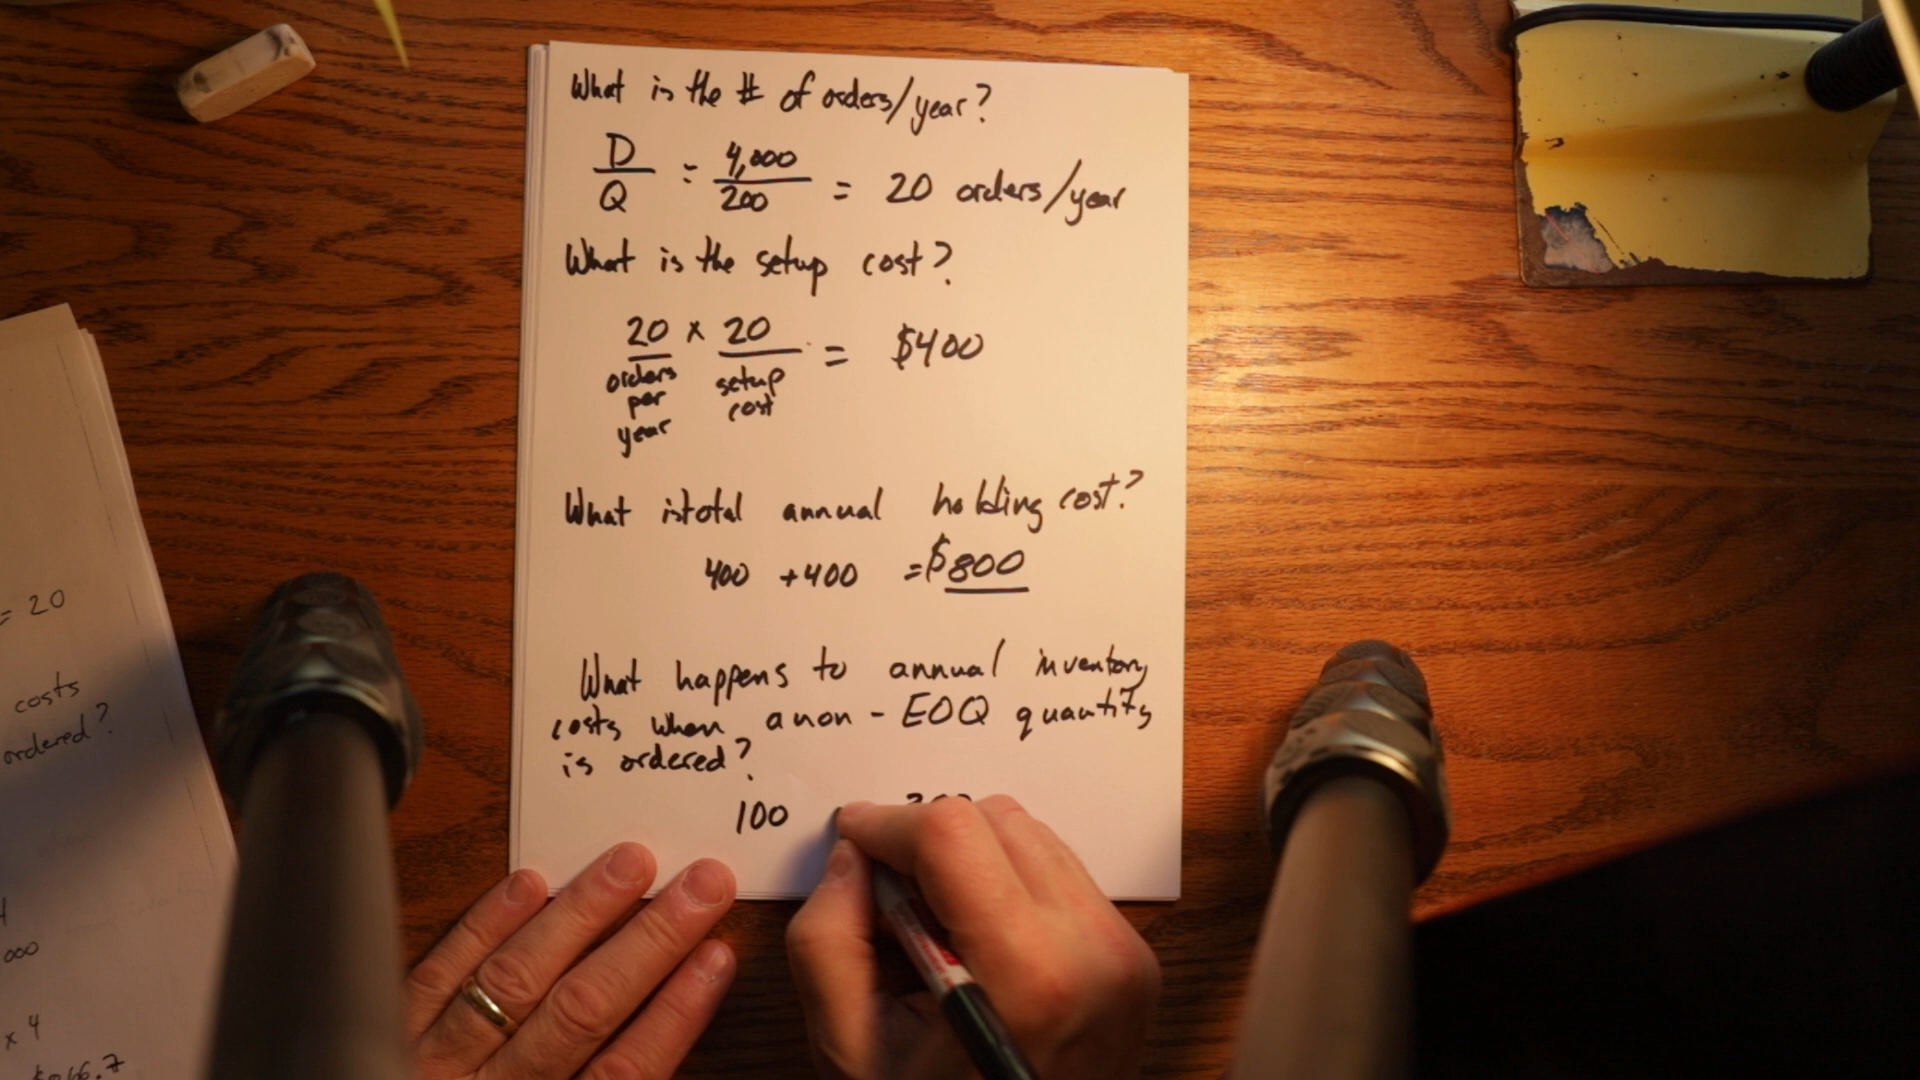 What is the # of orders/year?
D/Q = 4,000/200 = 20 orders/year
What is the setup cost?
20 x 20 = $400
orders per year
setup cost
What is total annual holding cost?
400 + 400 = $800
What happens to annual inventory
costs when a non-EOQ quantity
is ordered?
100
= 20
costs
ordered?
000
x 4